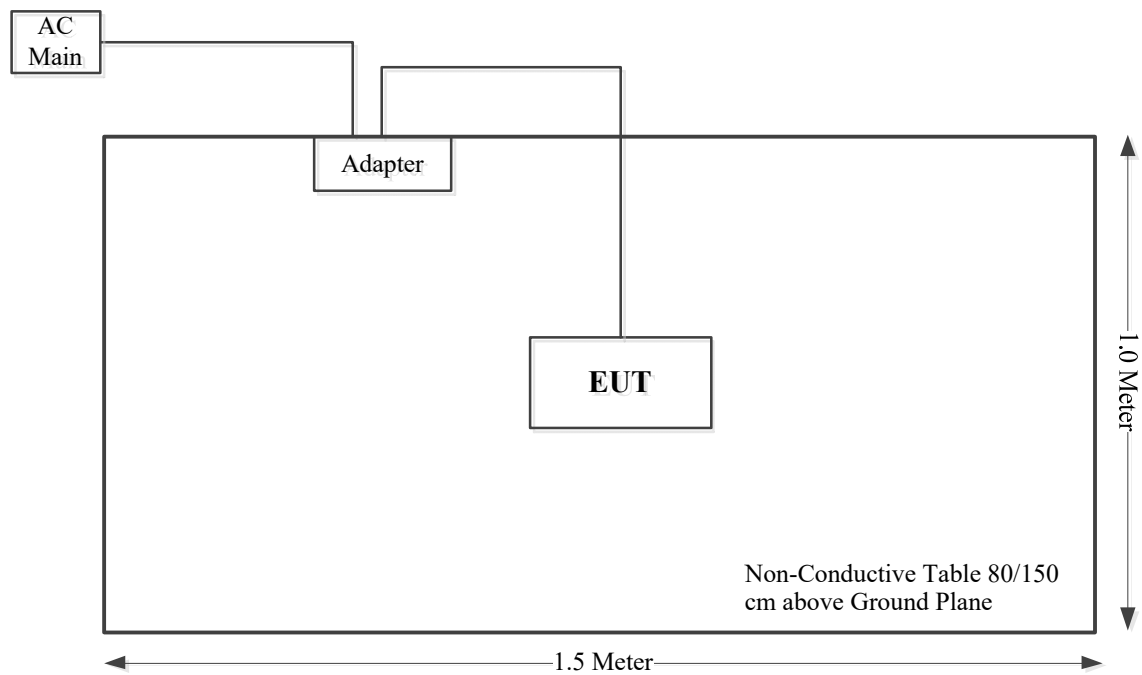 AC
Main
Adapter
EUT
1.0 Meter
Non-Conductive Table 80/150
cm above Ground Plane
1.5 Meter